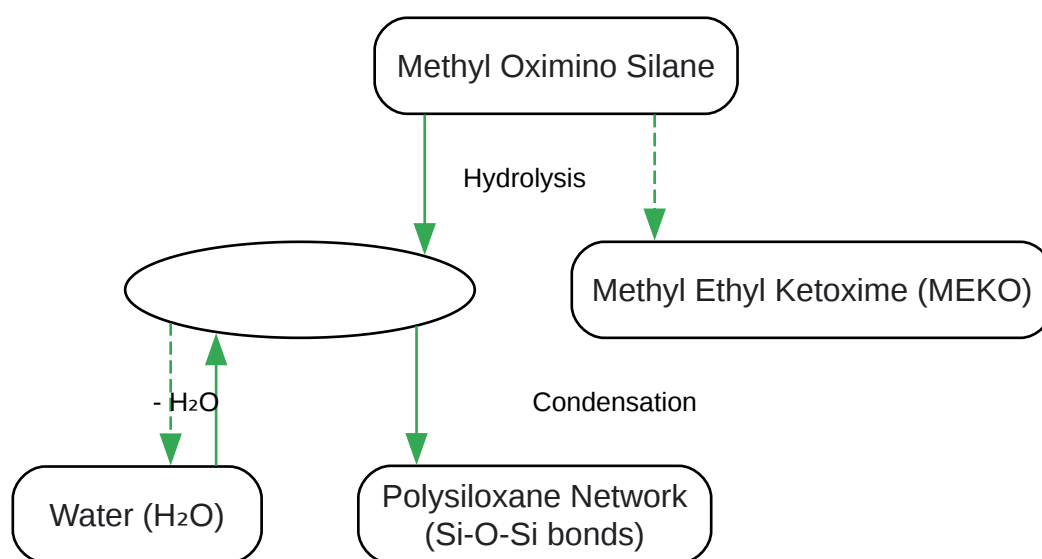 Methyl Oximino Silane
Hydrolysis
Methyl Ethyl Ketoxime (MEKO)
- H₂O
Condensation
Water (H₂O)
Polysiloxane Network
(Si-O-Si bonds)